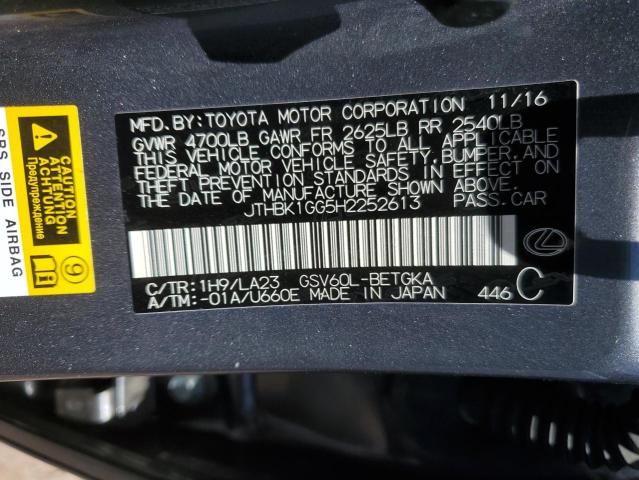 MFD.BY:TOYOTA MOTOR CORPORATION 11/16
GVWR 4700LB GAWR FR 2625LB RR 2540LB
THIS VEHICLE CONFORMS TO ALL APPLICABLE
FEDERAL MOTOR VEHICLE SAFETY,BUMPER,AND
THEFT PREVENTION STANDARDS IN EFFECT ON
THE DATE OF MANUFACTURE SHOWN ABOVE.
JTHBK1GG5H2252613 PASS.CAR
C/TR:1H9/LA23 GSV60L-BETGKA
A/TM:-01A/U660E MADE IN JAPAN 446 C
SRS SIDE AIRBAG
CAUTION
ATTENTION
Предупреждение
9